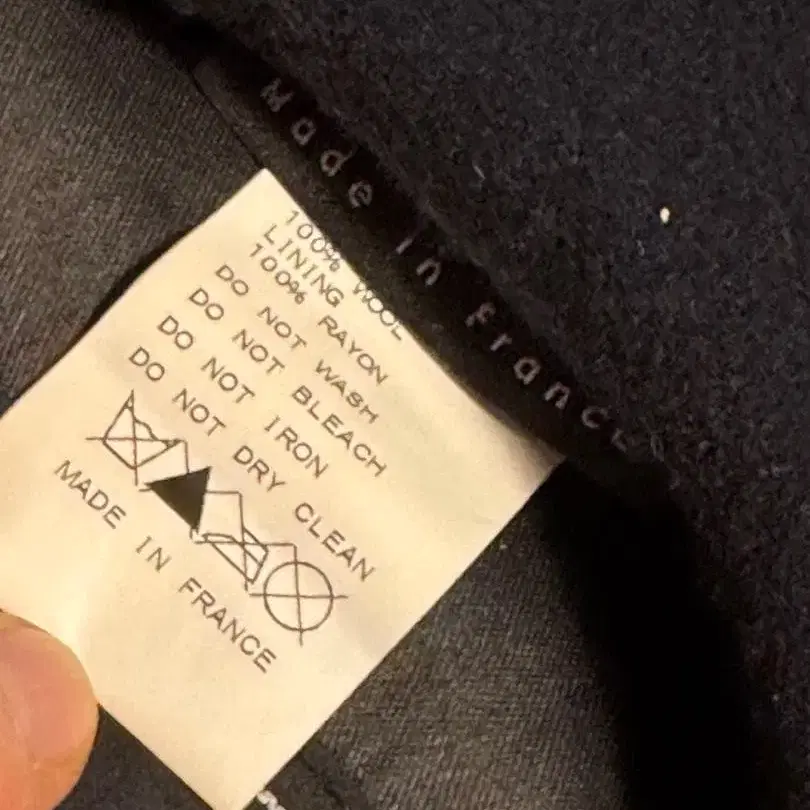 Made in France
100% WOOL
LINING
100% RAYON
DO NOT WASH
DO NOT BLEACH
DO NOT IRON
DO NOT DRY CLEAN
MADE IN FRANCE